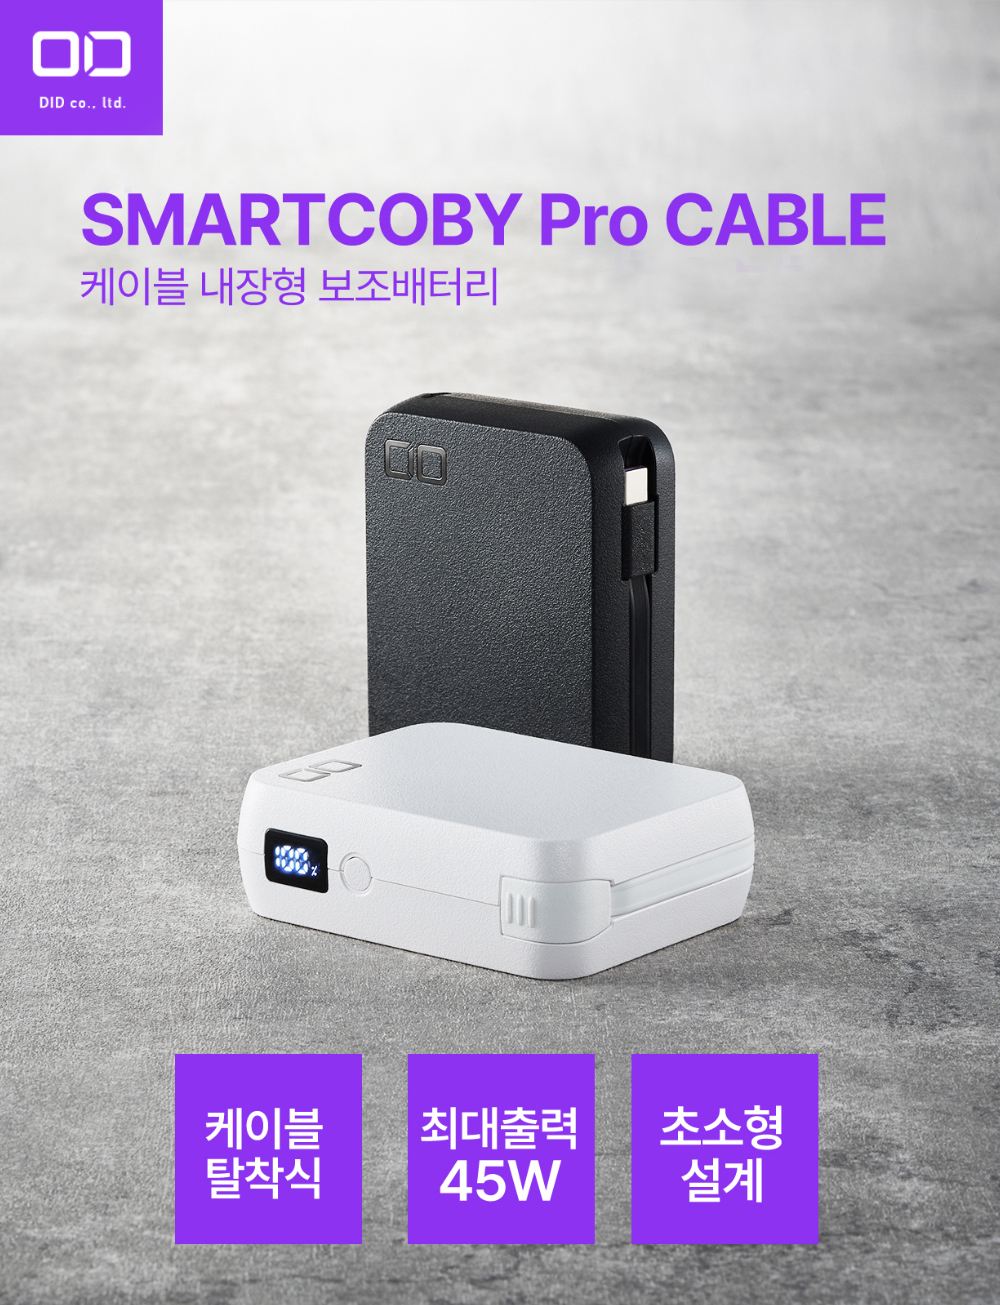 DID co., ltd.
SMARTCOBY Pro CABLE
케이블 내장형 보조배터리
100%
케이블
탈착식
최대출력
45W
초소형
설계